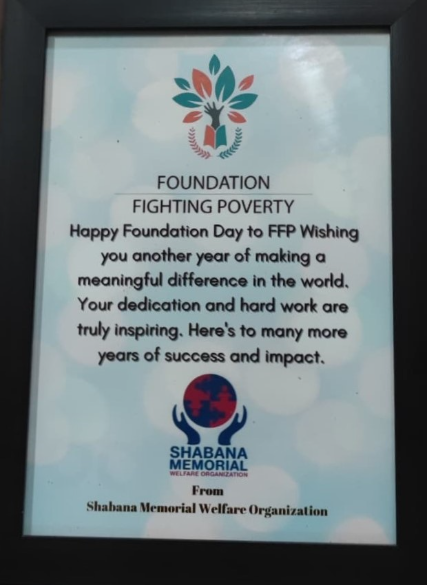 FOUNDATION
FIGHTING POVERTY
Happy Foundation Day to FFP Wishing
you another year of making a
meaningful difference in the world.
Your dedication and hard work are
truly inspiring. Here's to many more
years of success and impact.
SHABANA
MEMORIAL
WELFARE ORGANIZATION
From
Shabana Memorial Welfare Organization